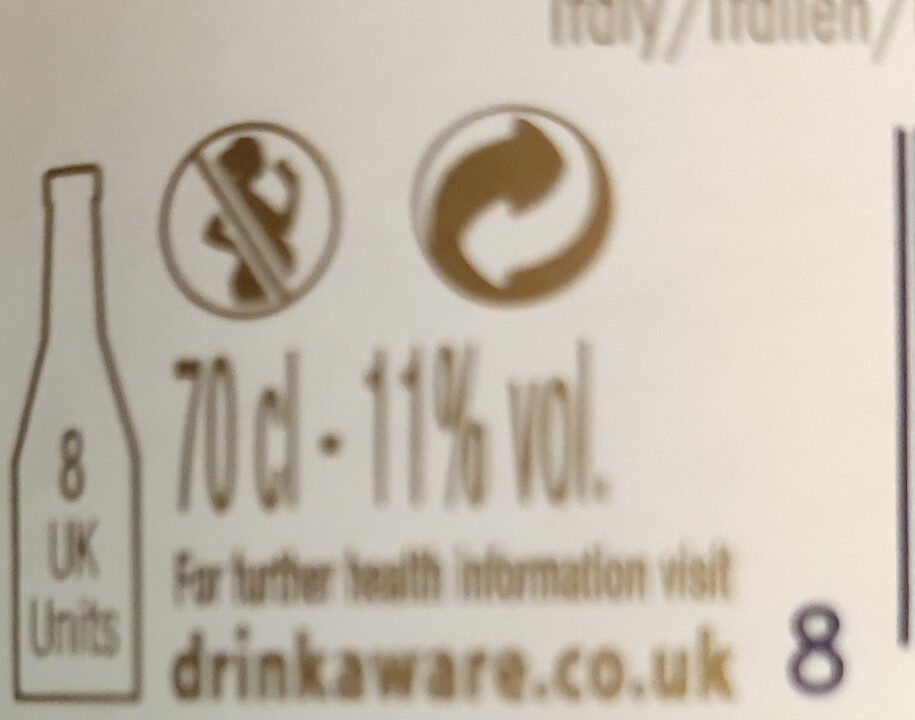 Italy/Italien/
70 cl - 11% vol.
8
UK
Units
For further health information visit
drinkaware.co.uk
8